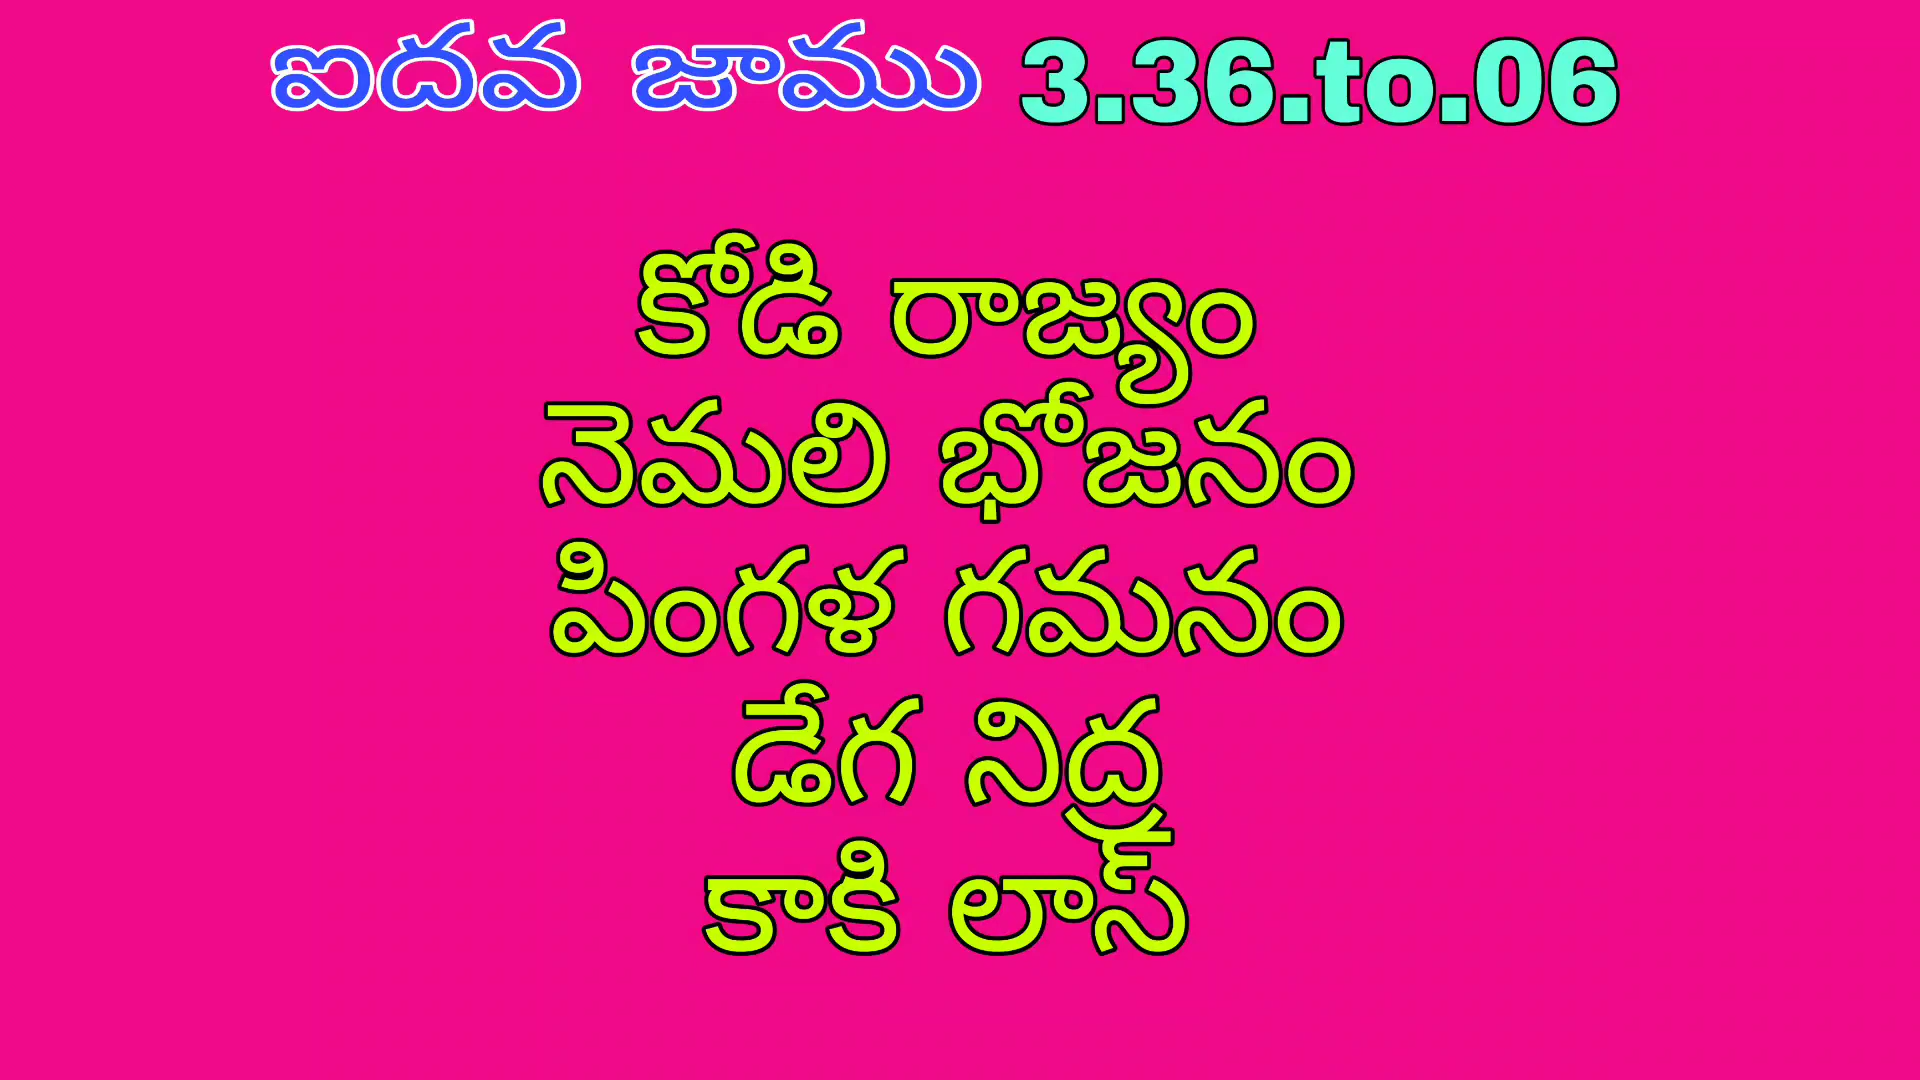 ఐదవ జాము 3.36.to.06
కోడి రాజ్యం
నెమలి భోజనం
పింగళ గమనం
డేగ నిద్ర
కాకి లాస్